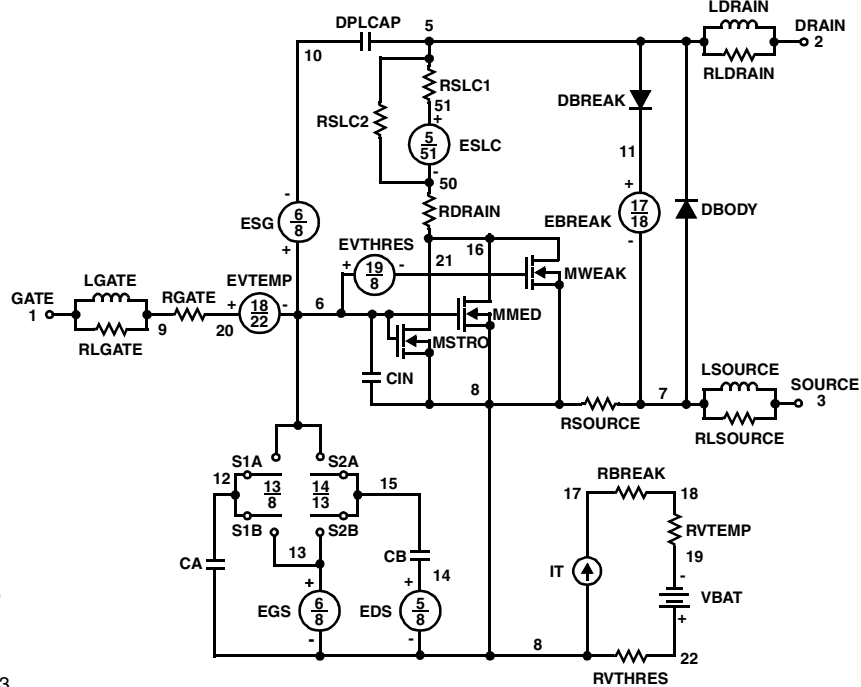 LDRAIN
DPLCAP 5 DRAIN
10 2
RLDRAIN
RSLC1
DBREAK
51
RSLC2 +
5
51 ESLC
11
-
50
- +
RDRAIN
6
8
ESG
17
18
EBREAK DBODY
+ EVTHRES 16 -
21
+ 19
8 - MWEAK
LGATE EVTEMP
GATE RGATE + 18
22 - 6 MMED
1
9 20 MSTRO
RLGATE
LSOURCE
CIN 8 7 SOURCE
3
RSOURCE
RLSOURCE
S1A S2A
12 13
8 14
13 15 RBREAK
17 18
S1B S2B
RVTEMP
13 CB
CA 14 IT 19
+ + -
VBAT
EGS 6
8 EDS 5
8 +
- - 8
22
RVTHRES
3